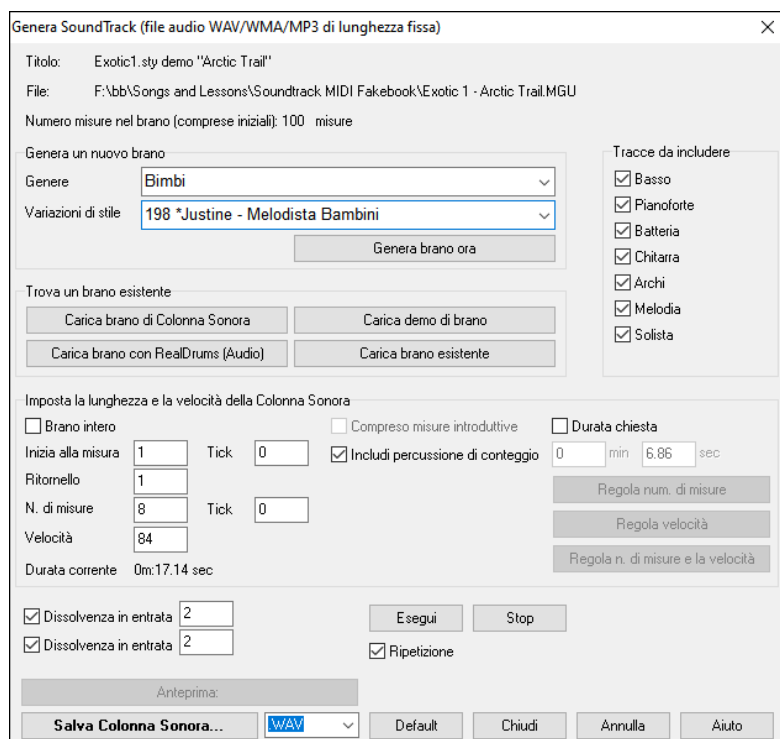 Genera SoundTrack (file audio WAV/WMA/MP3 di lunghezza fissa)
Titolo: Exotic1.sty demo "Arctic Trail"
File: F:\bb\Songs and Lessons\Soundtrack MIDI Fakebook\Exotic 1 - Arctic Trail.MGU
Numero misure nel brano (comprese iniziali): 100 misure
Genera un nuovo brano
Genere Bimbi
Variazioni di stile 198 *Justine - Melodista Bambini
Genera brano ora
Tracce da includere
Basso
Pianoforte
Batteria
Chitarra
Archi
Melodia
Solista
Trova un brano esistente
Carica brano di Colonna Sonora Carica demo di brano
Carica brano con RealDrums (Audio) Carica brano esistente
Imposta la lunghezza e la velocità della Colonna Sonora
Brano intero Compreso misure introduttive Durata chiesta
Inizia alla misura 1 Tick 0 Includi percussione di conteggio 0 min 6.86 sec
Ritornello 1
Regola num. di misure
N. di misure 8 Tick 0
Regola velocità
Velocità 84
Regola n. di misure e la velocità
Durata corrente 0m:17.14 sec
Dissolvenza in entrata 2 Esegui Stop
Dissolvenza in entrata 2 Ripetizione
Anteprima:
Salva Colonna Sonora... .WAV Default Chiudi Annulla Aiuto